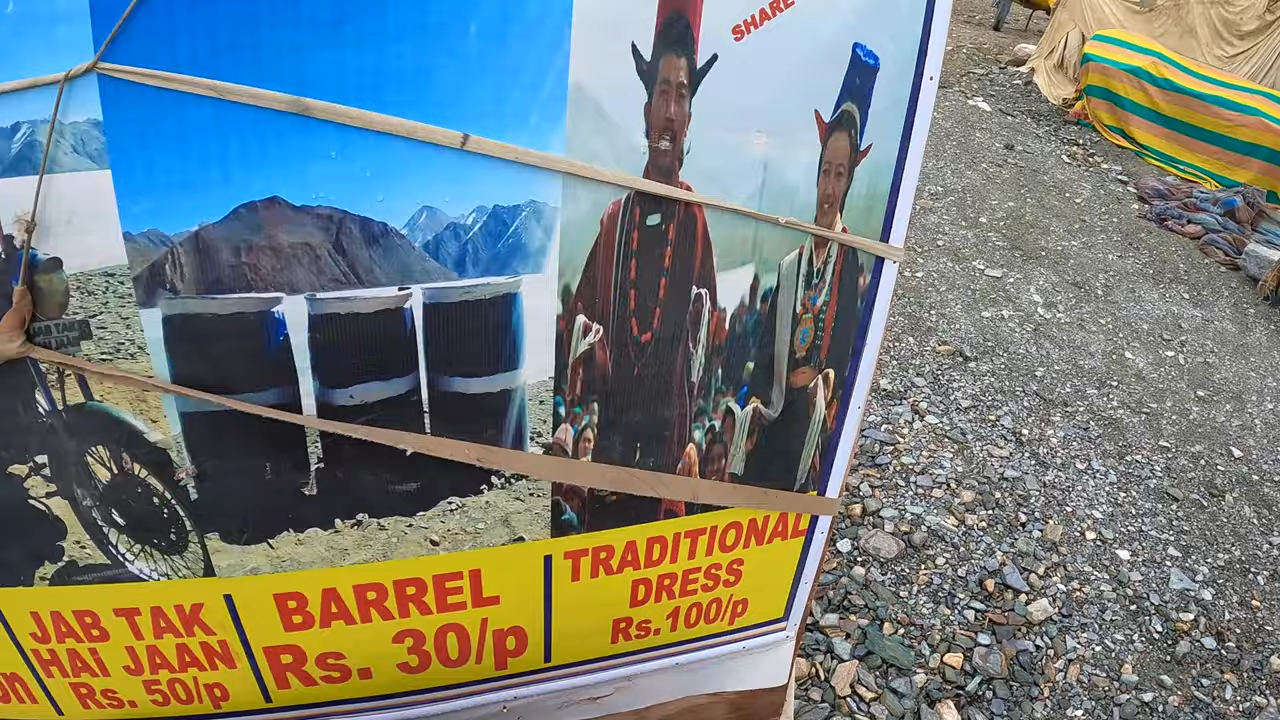 SHARE
JAB TAK
HAI JAAN
Rs. 50/p
BARREL
Rs. 30/p
TRADITIONAL
DRESS
Rs.100/p